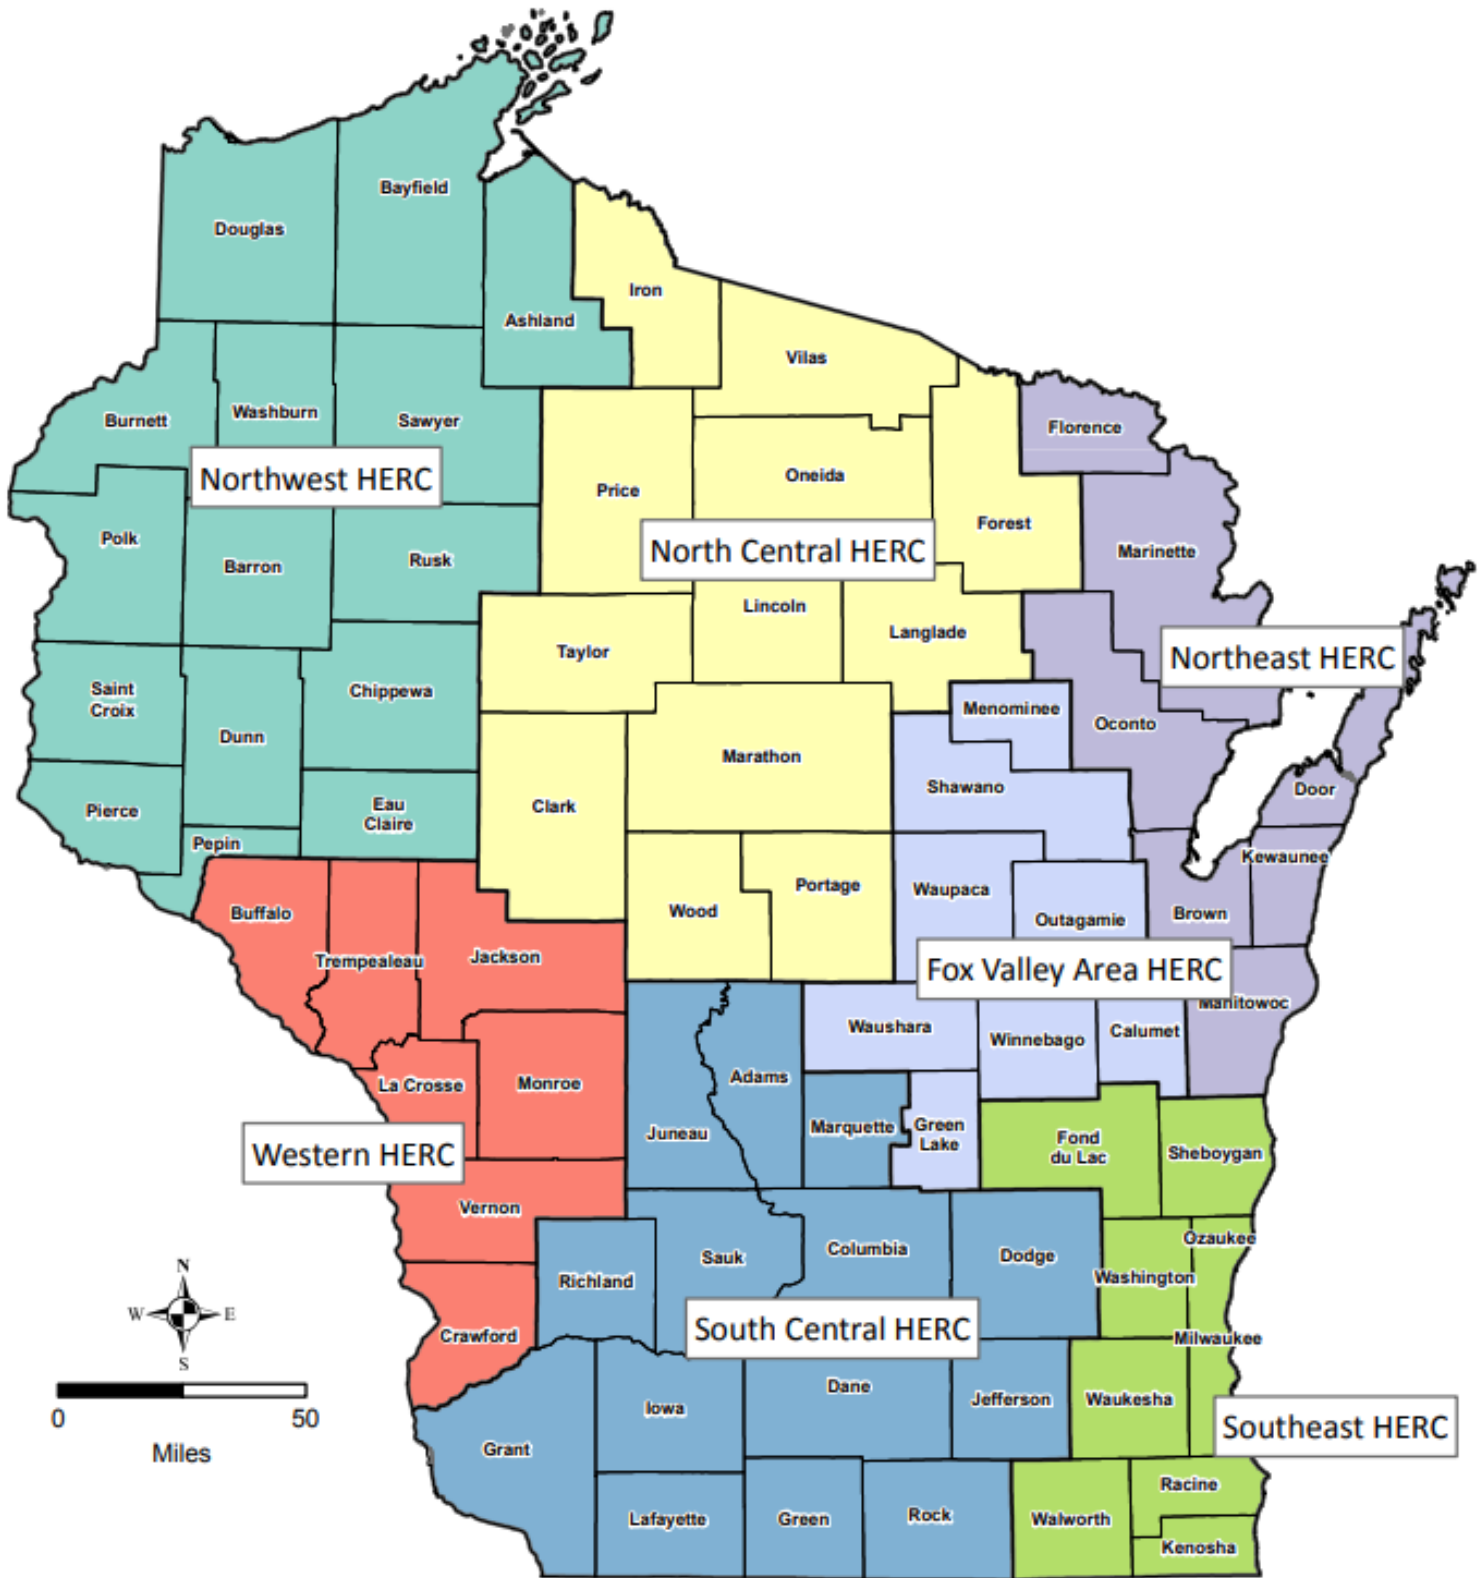 Bayfield
Douglas
Iron
Ashland
Vilas
Burnett
Washburn
Sawyer
Florence
Northwest HERC
Price
Oneida
Forest
Polk
Barron
Rusk
North Central HERC
Marinette
Lincoln
Langlade
Taylor
Northeast HERC
Saint
Croix
Chippewa
Menominee
Oconto
Dunn
Marathon
Shawano
Door
Pierce
Eau
Claire
Clark
Pepin
Kewaunee
Buffalo
Wood
Portage
Waupaca
Outagamie
Brown
Trempealeau
Jackson
Fox Valley Area HERC
Manitowoc
Waushara
Winnebago
Calumet
La Crosse
Monroe
Adams
Juneau
Marquette
Green
Lake
Fond
du Lac
Sheboygan
Western HERC
Vernon
Sauk
Columbia
Dodge
Ozaukee
Richland
Washington
N
W
E
S
Crawford
South Central HERC
Milwaukee
0
50
Miles
Iowa
Dane
Jefferson
Waukesha
Southeast HERC
Grant
Racine
Lafayette
Green
Rock
Walworth
Kenosha